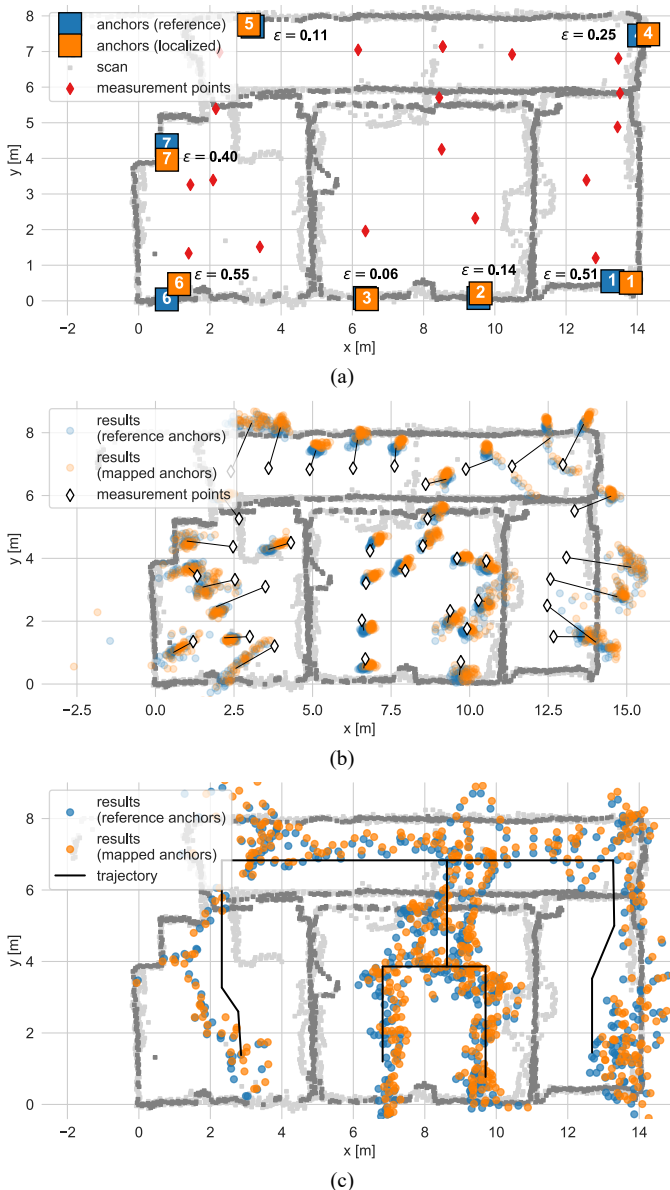 8
5
anchors (reference)
ε = 0.11
ε = 0.25
4
7
anchors (localized)
scan
6
measurement points
5
y [m]
7
4
7
ε = 0.40
3
2
1
6
ε = 0.55
ε = 0.06
ε = 0.14
ε = 0.51
1
1
0
6
3
2
−2 0 2 4 6 8 10 12 14
x [m]
(a)
8
results
(reference anchors)
results
(mapped anchors)
6
measurement points
y [m]
4
2
0
−2.5 0.0 2.5 5.0 7.5 10.0 12.5 15.0
x [m]
(b)
8
results
(reference anchors)
results
(mapped anchors)
trajectory
6
y [m]
4
2
0
−2 0 2 4 6 8 10 12 14
x [m]
(c)